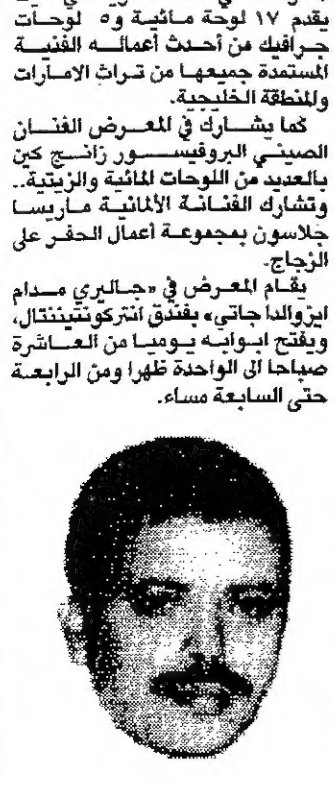 يقدم ١٧ لوحة مائية و٥ لوحات
جرافيك من أحدث أعماله الفنية
المستمدة جميعها من تراث الامارات
والمنطقة الخليجية.
كما يشارك في المعرض الفنان
الصيني البروفيسور زانج كين
بالعديد من اللوحات المائية والزيتية..
وتشارك الفنانة الألمانية ماريسا
جلاسون بمجموعة أعمال الحفر على
الزجاج.
يقام المعرض في «جاليري مدام
ايزوالدا جاتي» بفندق انتركونتيننتال،
ويفتح ابوابه يوميا من العاشرة
صباحا الى الواحدة ظهرا ومن الرابعة
حتى السابعة مساء.